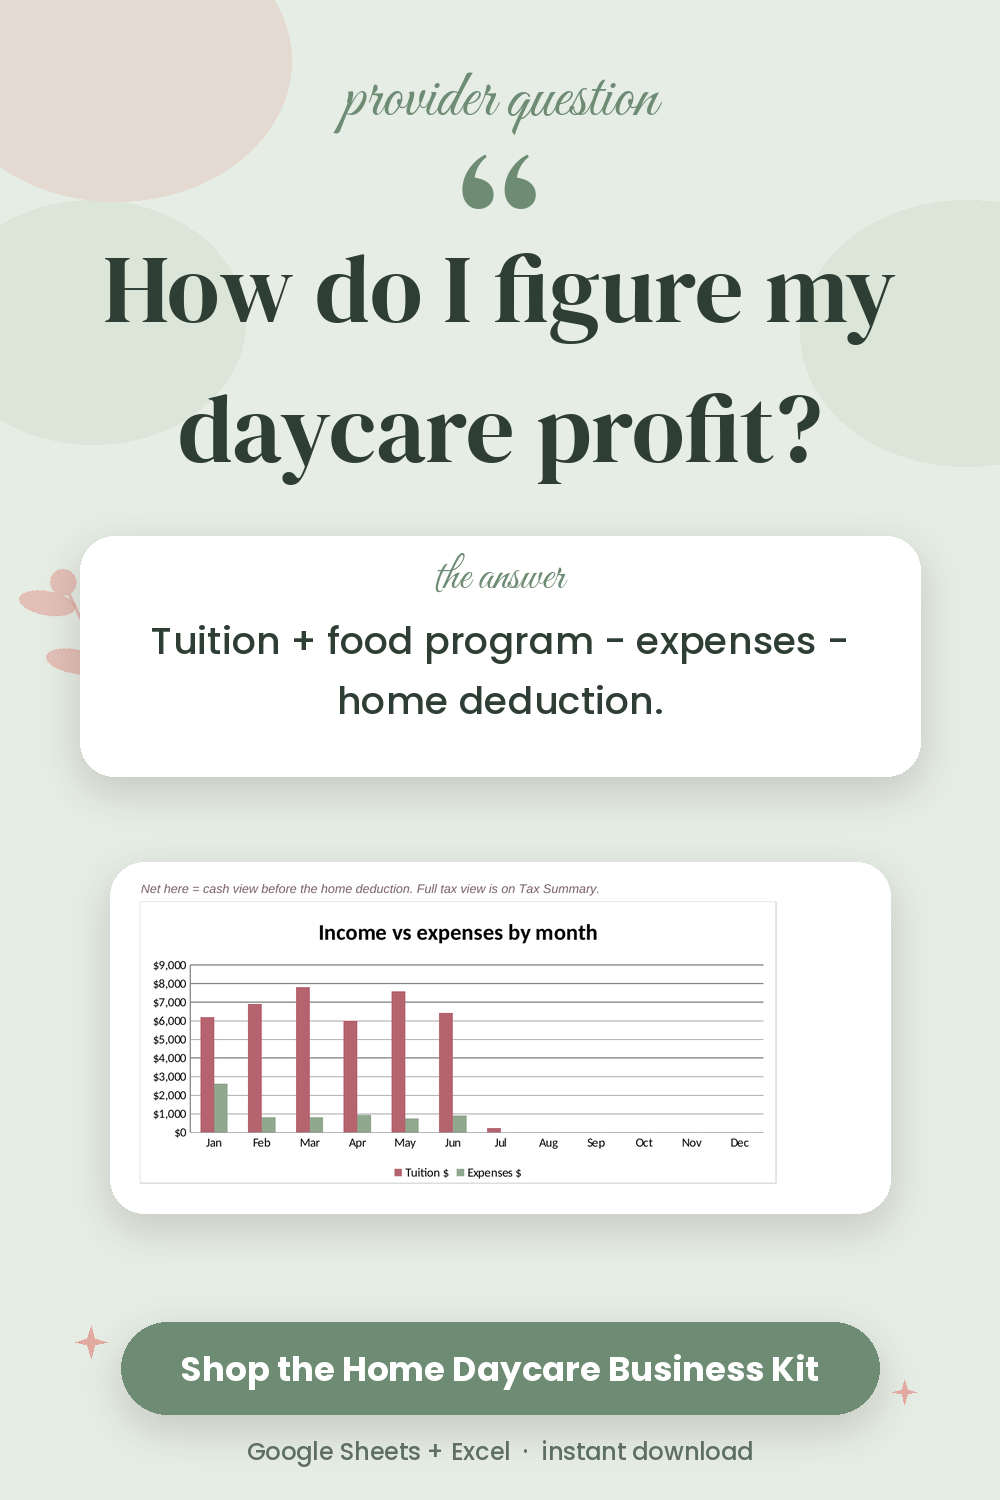 provider question
“
How do I figure my
daycare profit?
the answer
Tuition + food program - expenses -
home deduction.
Net here = cash view before the home deduction. Full tax view is on Tax Summary.
Income vs expenses by month
$9,000
$8,000
$7,000
$6,000
$5,000
$4,000
$3,000
$2,000
$1,000
$0
Jan Feb Mar Apr May Jun Jul Aug Sep Oct Nov Dec
Tuition $ Expenses $
Shop the Home Daycare Business Kit
Google Sheets + Excel · instant download